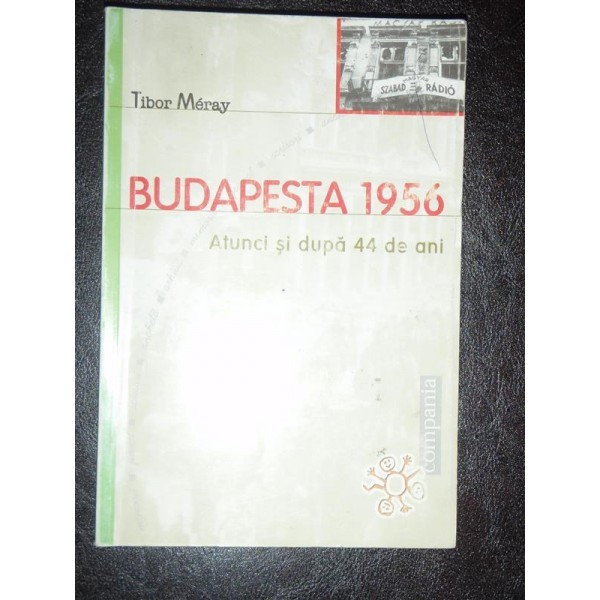 SZABAD RÁDIÓ
Tibor Méray
BUDAPESTA 1956
Atunci și după 44 de ani
compania